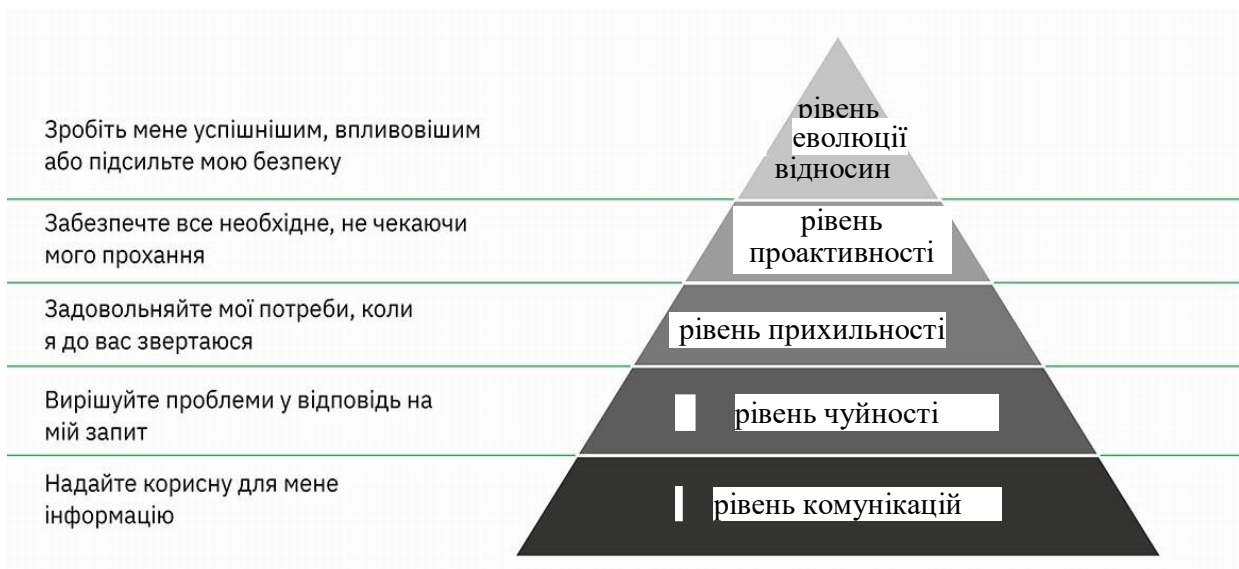 Зробіть мене успішнішим, впливовішим
або підсильте мою безпеку
рівень
еволюції
відносин
Забезпечте все необхідне, не чекаючи
мого прохання
рівень
проактивності
Задовольняйте мої потреби, коли
я до вас звертаюся
рівень прихильності
Вирішуйте проблеми у відповідь на
мій запит
рівень чуйності
Надайте корисну для мене
інформацію
рівень комунікацій